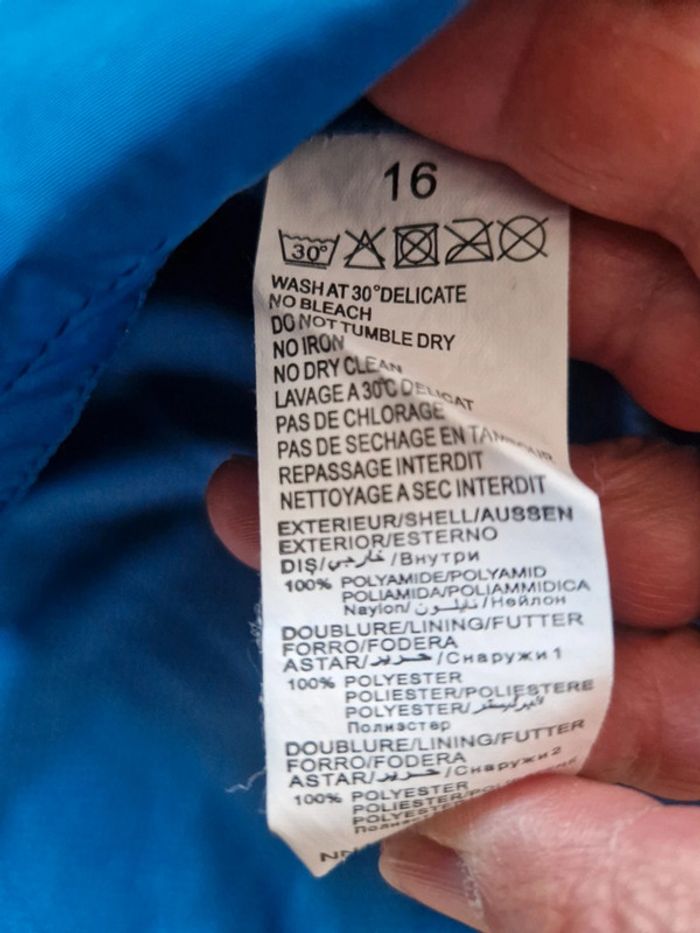 16
30°
WASH AT 30°DELICATE
NO BLEACH
DO NOT TUMBLE DRY
NO IRON
NO DRY CLEAN
LAVAGE A 30°C DELICAT
PAS DE CHLORAGE
PAS DE SECHAGE EN TAMBOUR
REPASSAGE INTERDIT
NETTOYAGE A SEC INTERDIT
EXTERIEUR/SHELL/AUSSEN
EXTERIOR/ESTERNO
DIŞ/خارجي/Внутри
100% POLYAMIDE/POLYAMID
POLIAMIDA/POLIAMMIDICA
Naylon/نايلون/Нейлон
DOUBLURE/LINING/FUTTER
FORRO/FODERA
ASTAR/حرير/Снаружи 1
100% POLYESTER
POLIESTER/POLIESTERE
POLYESTER/
Полиэстер
DOUBLURE/LINING/FUTTER
FORRO/FODERA
ASTAR/حرير/Снаружи 2
100% POLYESTER
POLIESTER/
POLYESTER